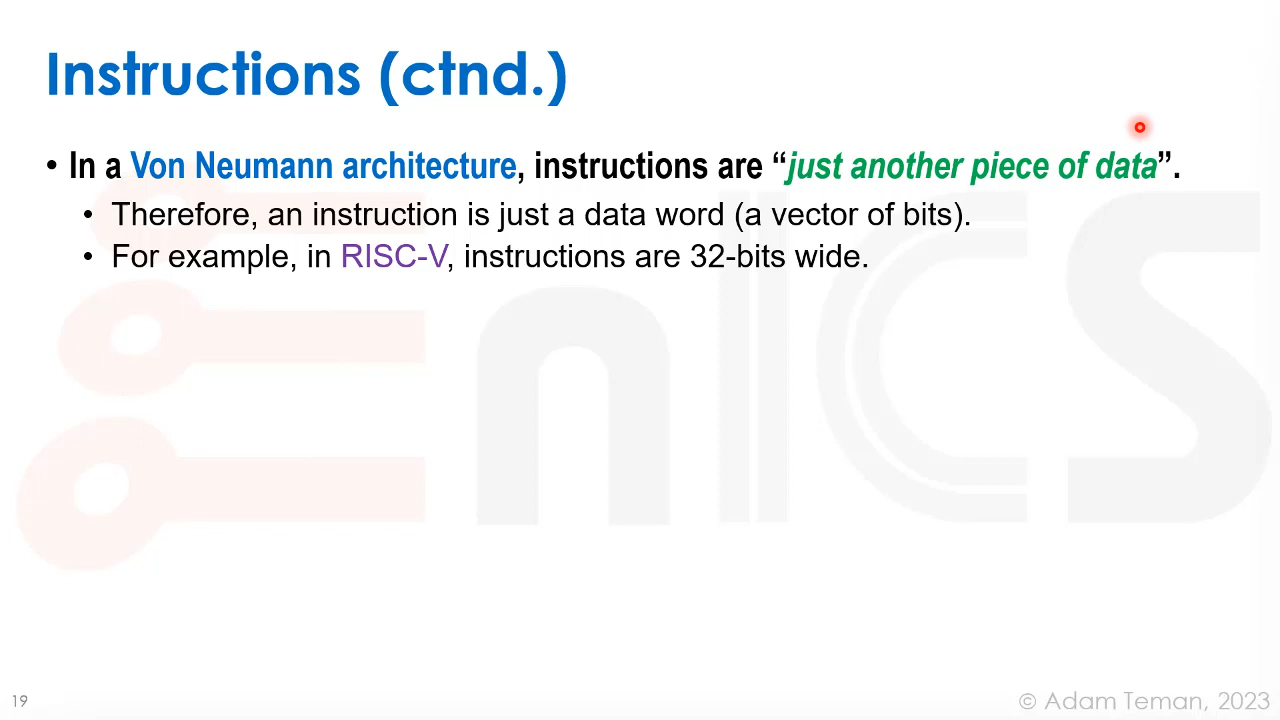 Instructions (ctnd.)
• In a Von Neumann architecture, instructions are “just another piece of data”.
• Therefore, an instruction is just a data word (a vector of bits).
• For example, in RISC-V, instructions are 32-bits wide.
enICS
19
© Adam Teman, 2023